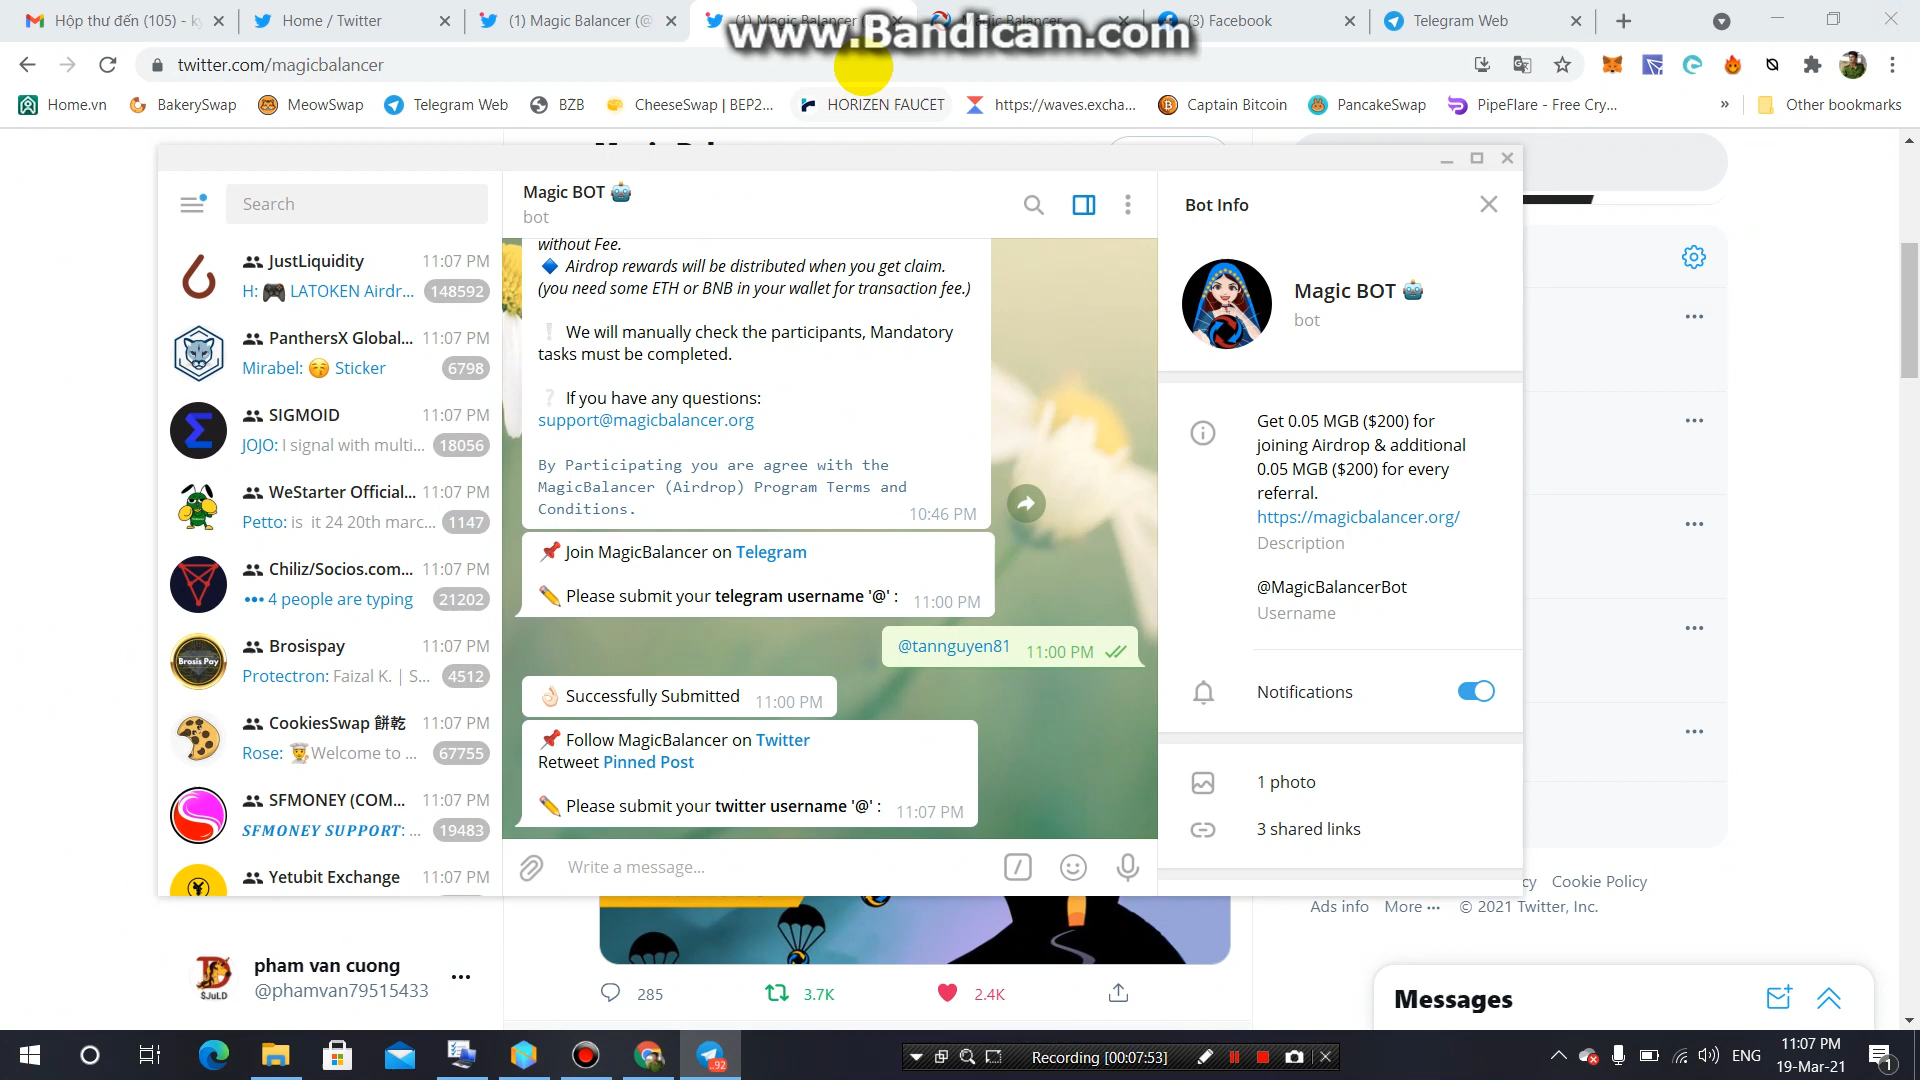 Hộp thư đến (105) - k
Home / Twitter
(1) Magic Balancer (@
(1) Magic Balancer
Magic Balancer
(3) Facebook
Telegram Web
www.Bandicam.com
twitter.com/magicbalancer
Home.vn
BakerySwap
MeowSwap
Telegram Web
BZB
CheeseSwap | BEP2...
HORIZEN FAUCET
https://waves.excha...
Captain Bitcoin
PancakeSwap
PipeFlare - Free Cry...
»
Other bookmarks
Search
Magic BOT 🤖
bot
Bot Info
JustLiquidity 11:07 PM
H: 🎮 LATOKEN Airdr... 148592
PanthersX Global... 11:07 PM
Mirabel: 😚 Sticker 6798
SIGMOID 11:07 PM
JOJO: I signal with multi... 18056
WeStarter Official... 11:07 PM
Petto: is it 24 20th marc... 1147
Chiliz/Socios.com... 11:07 PM
••• 4 people are typing 21202
Brosispay 11:07 PM
Brosis Pay
Protectron: Faizal K. | S... 4512
CookiesSwap 餅乾 11:07 PM
Rose: 👨‍🍳Welcome to ... 67755
SFMONEY (COM... 11:07 PM
SFMONEY SUPPORT: ... 19483
Yetubit Exchange 11:07 PM
without Fee.
🔷 Airdrop rewards will be distributed when you get claim.
(you need some ETH or BNB in your wallet for transaction fee.)
❕ We will manually check the participants, Mandatory
tasks must be completed.
❔ If you have any questions:
support@magicbalancer.org
By Participating you are agree with the
MagicBalancer (Airdrop) Program Terms and
Conditions. 10:46 PM
📌 Join MagicBalancer on Telegram
✏️ Please submit your telegram username '@' : 11:00 PM
@tannguyen81 11:00 PM
👌🏻 Successfully Submitted 11:00 PM
📌 Follow MagicBalancer on Twitter
Retweet Pinned Post
✏️ Please submit your twitter username '@' : 11:07 PM
Write a message...
Magic BOT 🤖
bot
Get 0.05 MGB ($200) for
joining Airdrop & additional
0.05 MGB ($200) for every
referral.
https://magicbalancer.org/
Description
@MagicBalancerBot
Username
Notifications
1 photo
3 shared links
cy Cookie Policy
Ads info More ••• © 2021 Twitter, Inc.
pham van cuong
@phamvan79515433
SJuLD
285
3.7K
2.4K
Messages
92
Recording [00:07:53]
ENG
11:07 PM
19-Mar-21
1